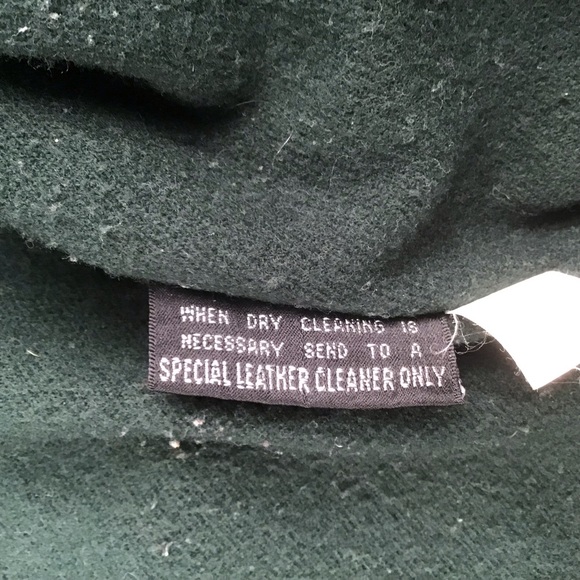 WHEN DRY CLEANING IS
NECESSARY SEND TO A
SPECIAL LEATHER CLEANER ONLY